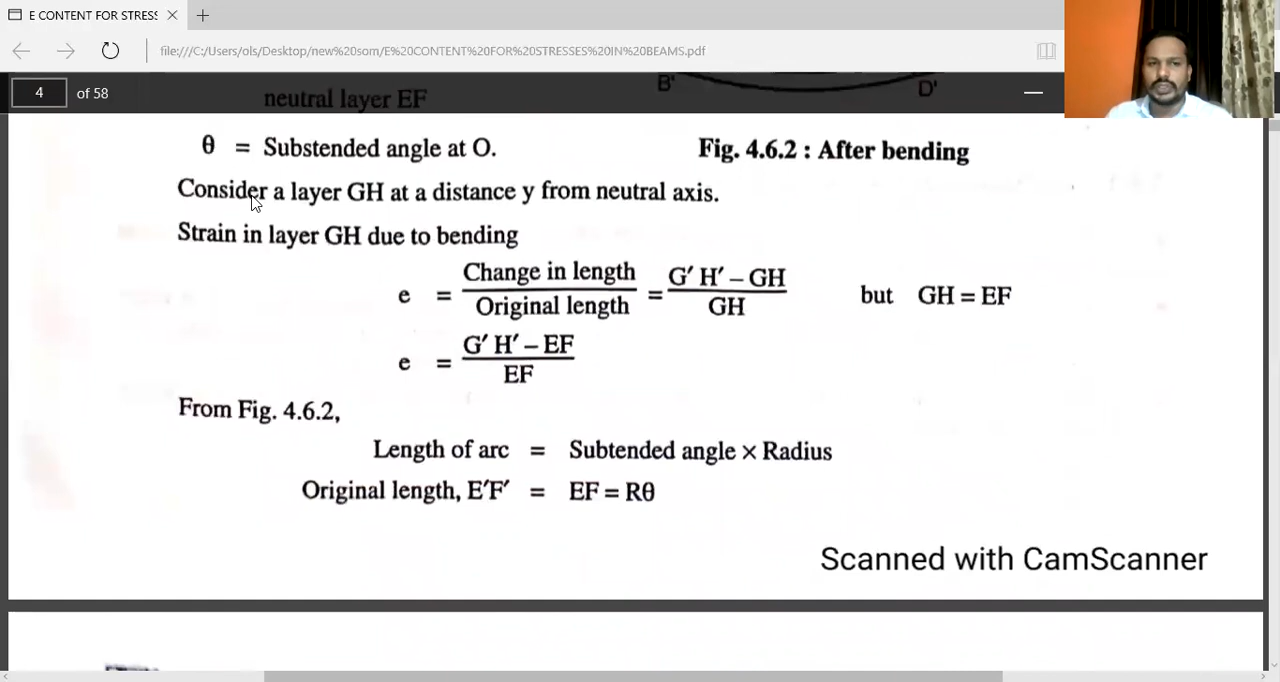 E CONTENT FOR STRESS
file:///C:/Users/ols/Desktop/new%20som/E%20CONTENT%20FOR%20STRESSES%20IN%20BEAMS.pdf
4 of 58
B' D'
neutral layer EF
θ = Substended angle at O.
Fig. 4.6.2 : After bending
Consider a layer GH at a distance y from neutral axis.
Strain in layer GH due to bending
e = Change in length / Original length = G′ H′ – GH / GH but GH = EF
e = G′ H′ – EF / EF
From Fig. 4.6.2,
Length of arc = Subtended angle × Radius
Original length, E′F′ = EF = Rθ
Scanned with CamScanner